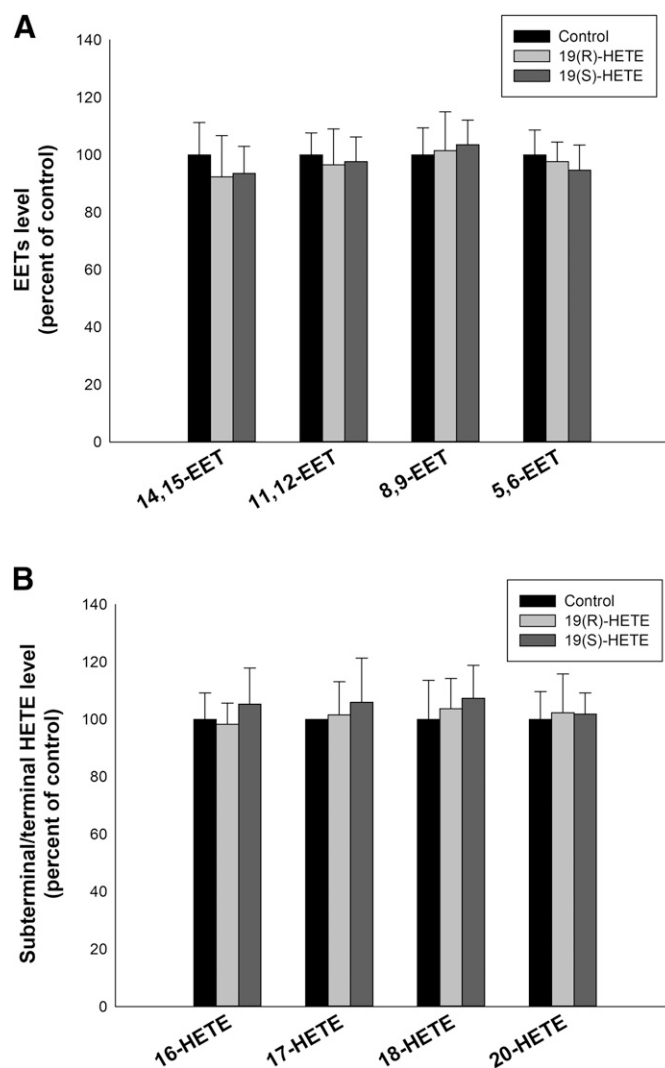 A
EETs level
(percent of control)
140
120
100
80
60
40
20
0
Control
19(R)-HETE
19(S)-HETE
14,15-EET
11,12-EET
8,9-EET
5,6-EET
B
Subterminal/terminal HETE level
(percent of control)
140
120
100
80
60
40
20
0
Control
19(R)-HETE
19(S)-HETE
16-HETE
17-HETE
18-HETE
20-HETE